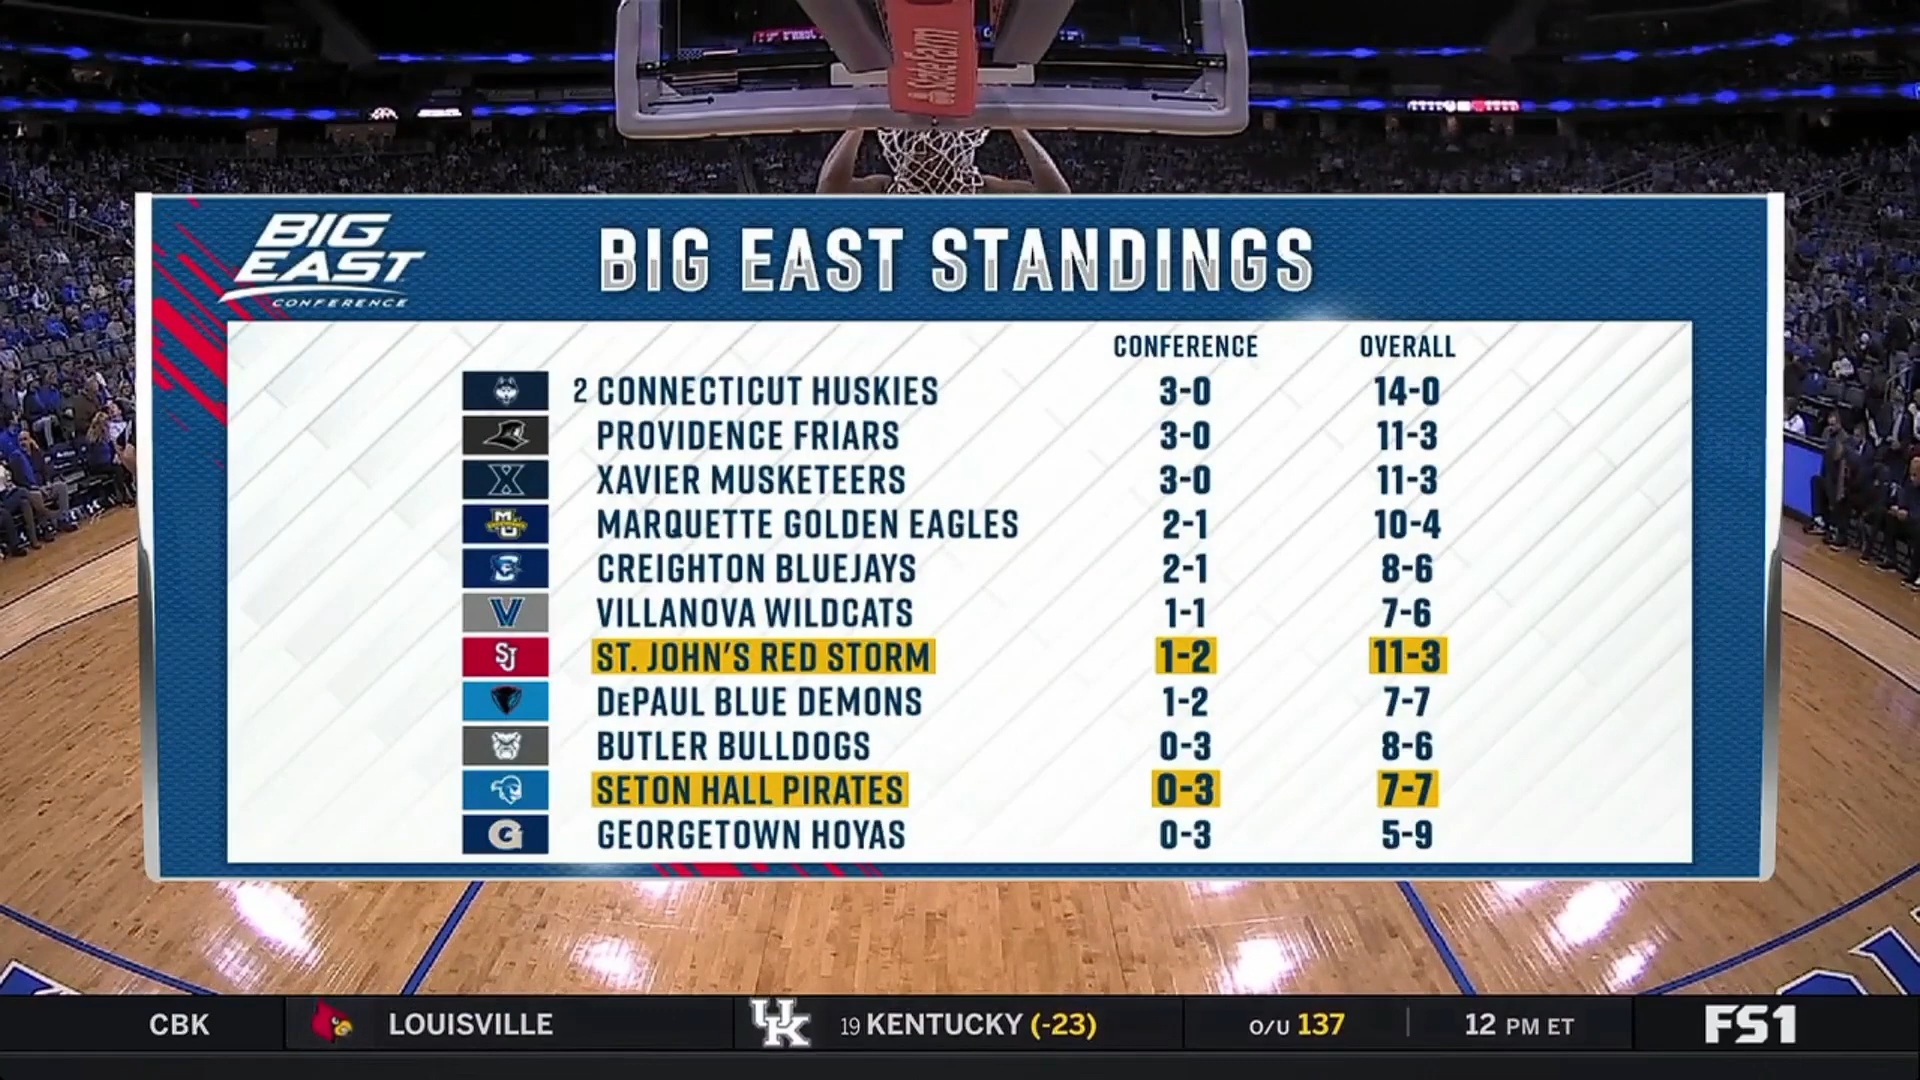 StateFarm
BIG EAST CONFERENCE
BIG EAST STANDINGS
CONFERENCE OVERALL
2 CONNECTICUT HUSKIES 3-0 14-0
PROVIDENCE FRIARS 3-0 11-3
X XAVIER MUSKETEERS 3-0 11-3
MU MARQUETTE GOLDEN EAGLES 2-1 10-4
C CREIGHTON BLUEJAYS 2-1 8-6
V VILLANOVA WILDCATS 1-1 7-6
SJ ST. JOHN'S RED STORM 1-2 11-3
DePAUL BLUE DEMONS 1-2 7-7
BUTLER BULLDOGS 0-3 8-6
SETON HALL PIRATES 0-3 7-7
G GEORGETOWN HOYAS 0-3 5-9
CBK LOUISVILLE UK 19 KENTUCKY (-23) O/U 137 12 PM ET FS1